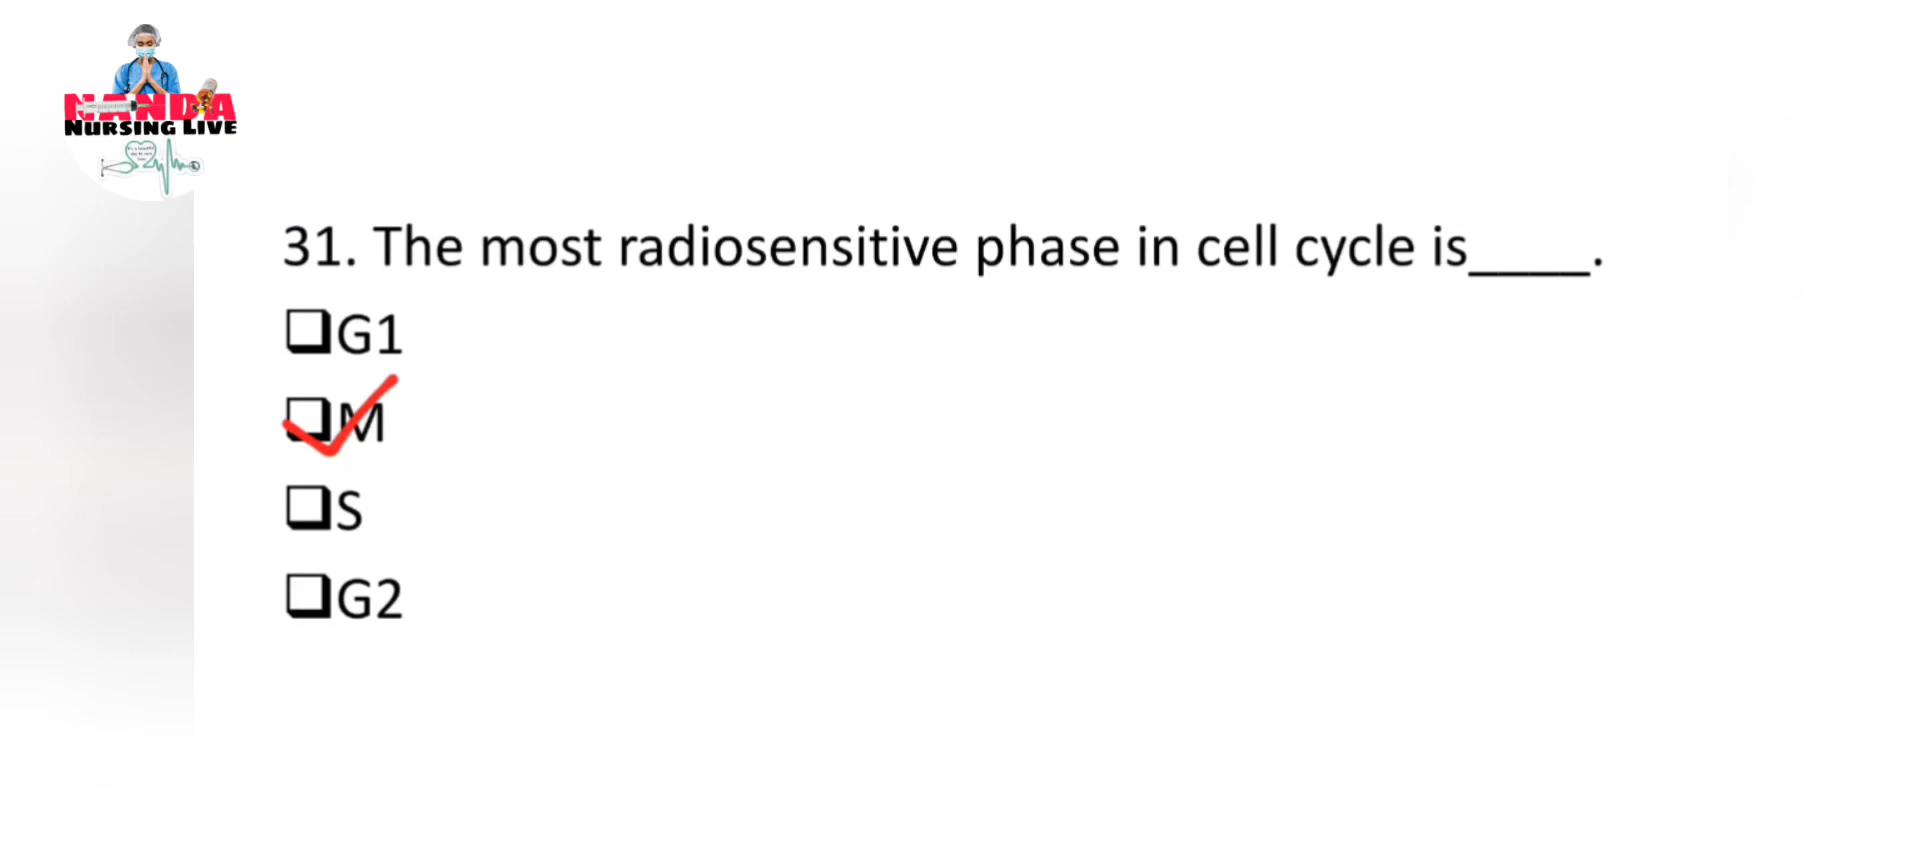 NANDA
NURSING LIVE
31. The most radiosensitive phase in cell cycle is____.
❑G1
❑M
❑S
❑G2